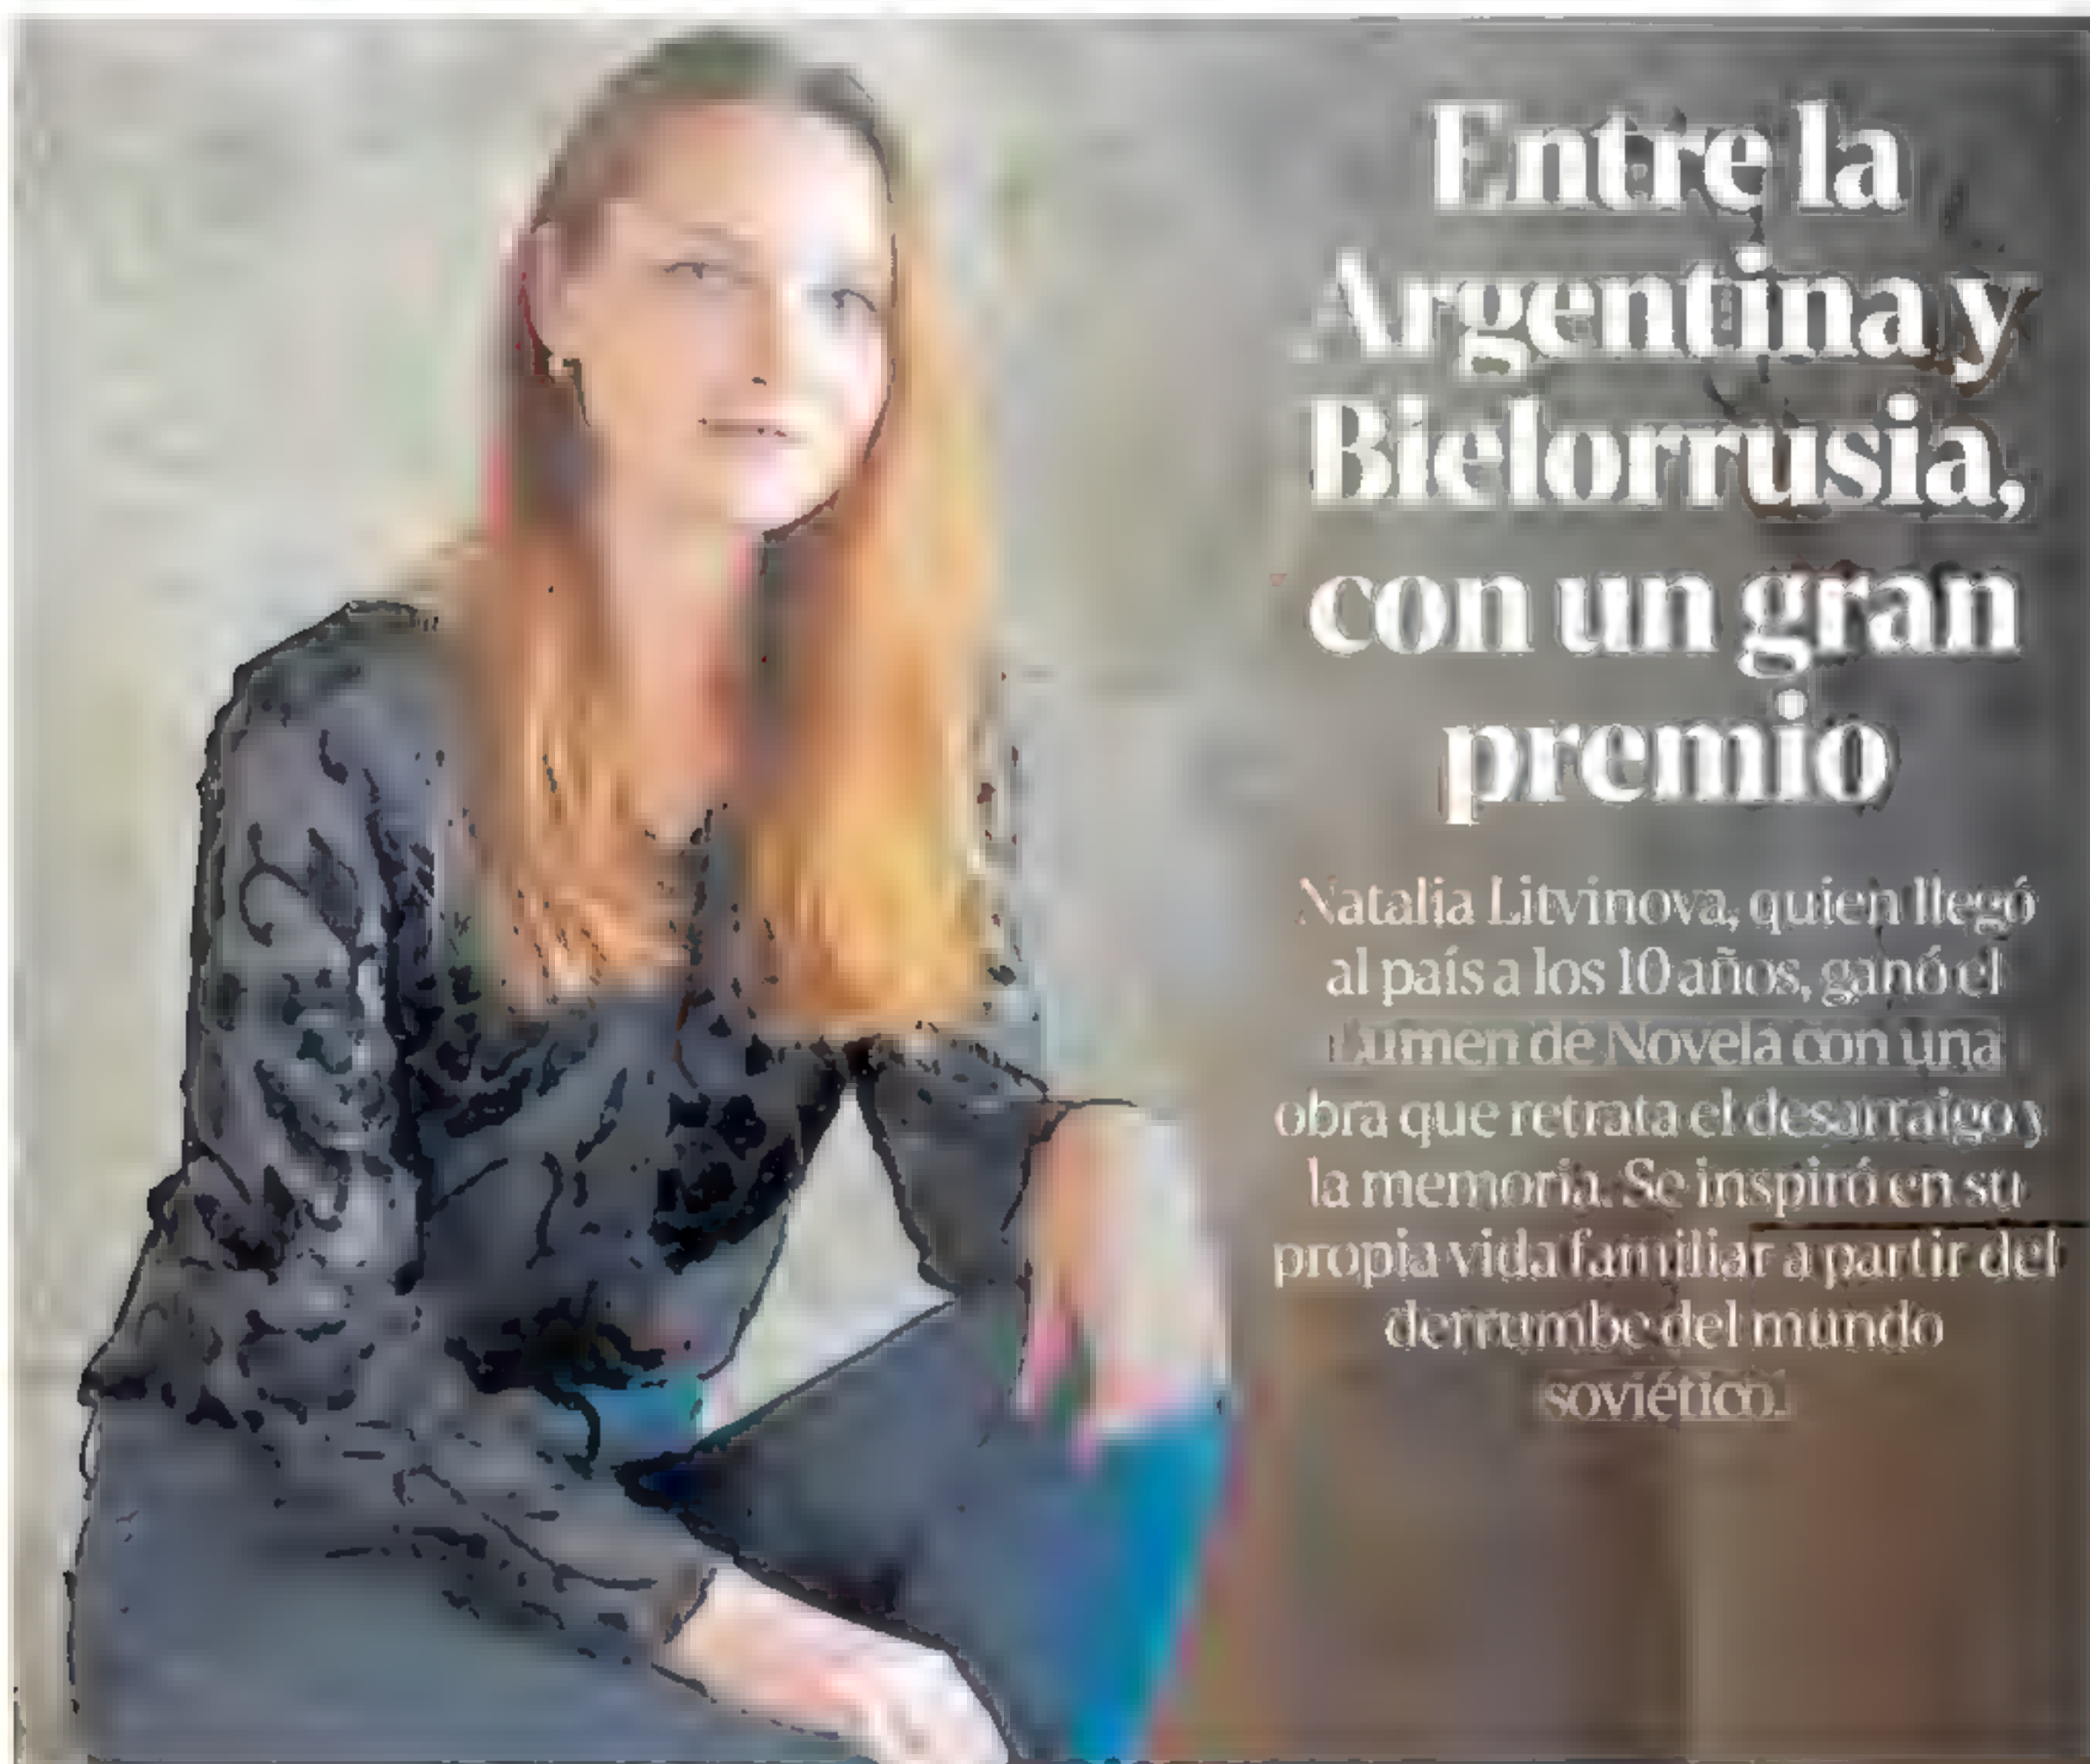 Entre la
Argentina y
Bielorrusia,
con un gran
premio
Natalia Litvinova, quien llegó
al país a los 10 años, ganó el
Lumen de Novela con una
obra que retrata el desarraigo y
la memoria. Se inspiró en su
propia vida familiar a partir del
derrumbe del mundo
soviético.